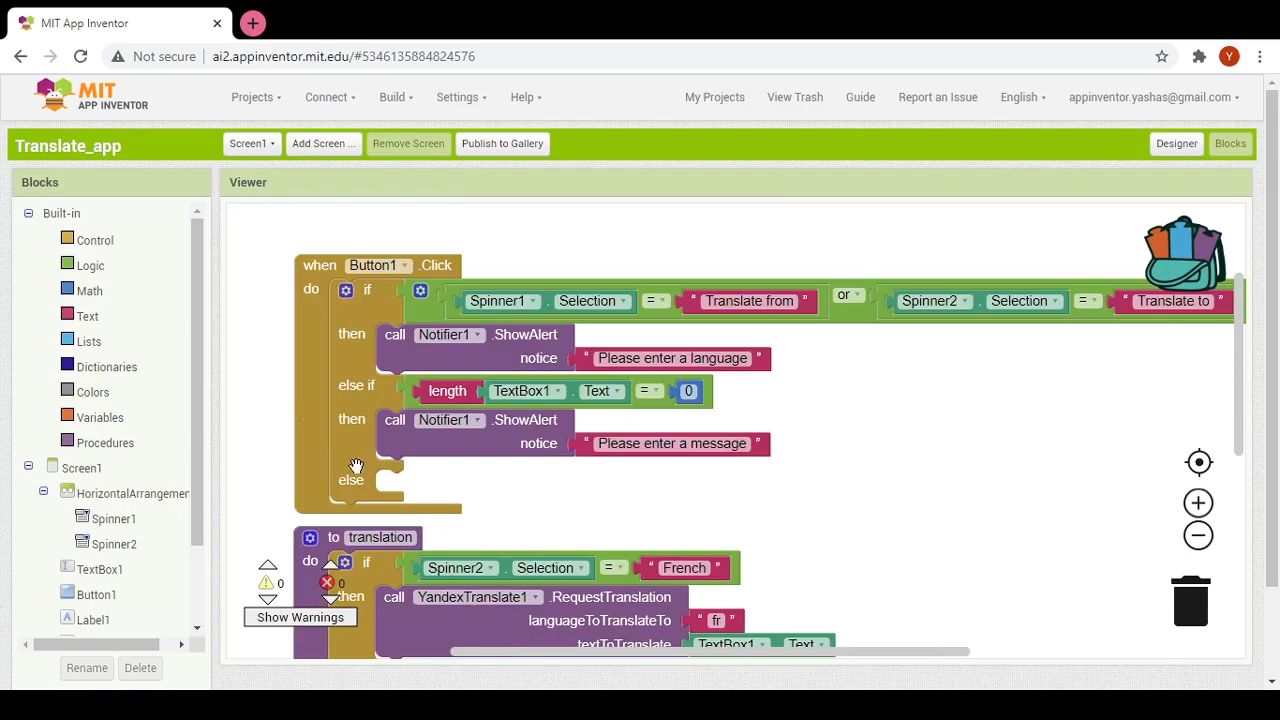 MIT App Inventor
Not secure ai2.appinventor.mit.edu/#5346135884824576
Y
MIT
APP INVENTOR
Projects Connect Build Settings Help My Projects View Trash Guide Report an Issue English appinventor.yashas@gmail.com
Translate_app Screen1 Add Screen ... Remove Screen Publish to Gallery Designer Blocks
Blocks Viewer
Built-in
Control
Logic
Math
Text
Lists
Dictionaries
Colors
Variables
Procedures
Screen1
HorizontalArrangemen
Spinner1
Spinner2
TextBox1
Button1
Label1
Rename Delete
when Button1 .Click
do if Spinner1 . Selection = “ Translate from ” or Spinner2 . Selection = “ Translate to ”
then call Notifier1 .ShowAlert
notice “ Please enter a language ”
else if length TextBox1 . Text = 0
then call Notifier1 .ShowAlert
notice “ Please enter a message ”
else
to translation
do if Spinner2 . Selection = “ French ”
then call YandexTranslate1 .RequestTranslation
languageToTranslateTo “ fr ”
textToTranslate TextBox1 . Text
0 0
Show Warnings